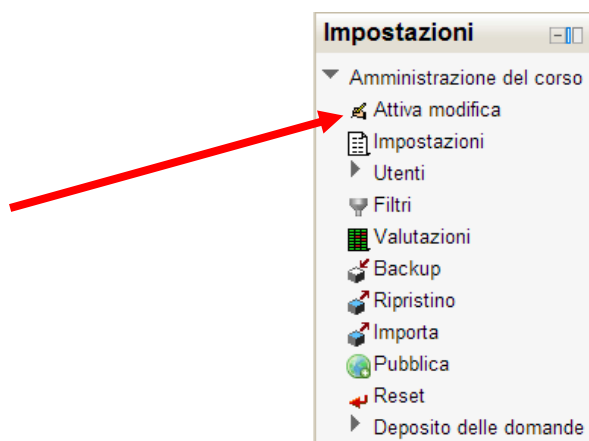 Impostazioni
Amministrazione del corso
Attiva modifica
Impostazioni
Utenti
Filtri
Valutazioni
Backup
Ripristino
Importa
Pubblica
Reset
Deposito delle domande